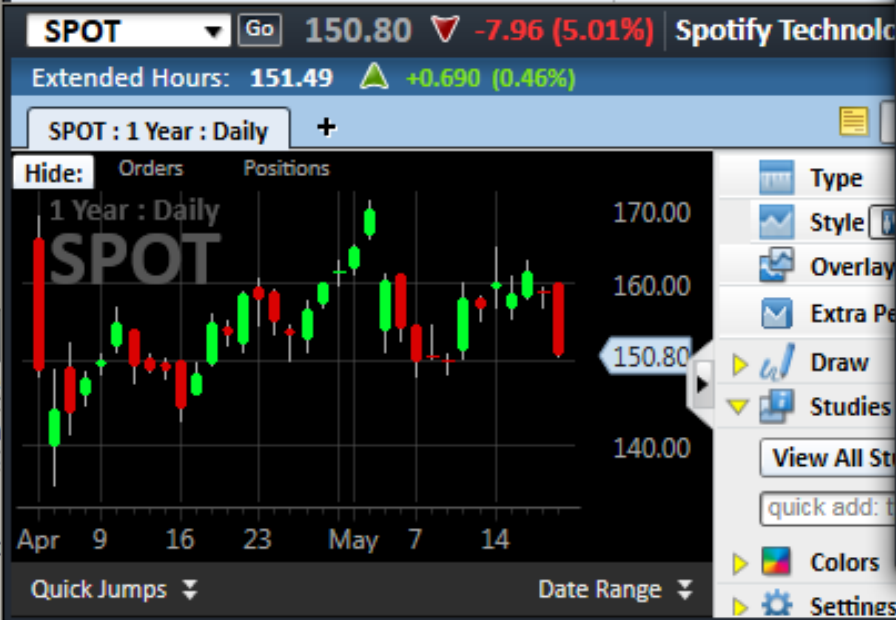 SPOT Go 150.80 -7.96 (5.01%) Spotify
Extended Hours: 151.49 +0.690 (0.46%)
SPOT : 1 Year : Daily +
Hide: Orders Positions
1 Year : Daily
SPOT
170.00
160.00
150.80
140.00
Apr 9 16 23 May 7 14
Quick Jumps Date Range
Type
Style
Overlay
Extra
Draw
Studies
View All
quick add:
Colors
Settings